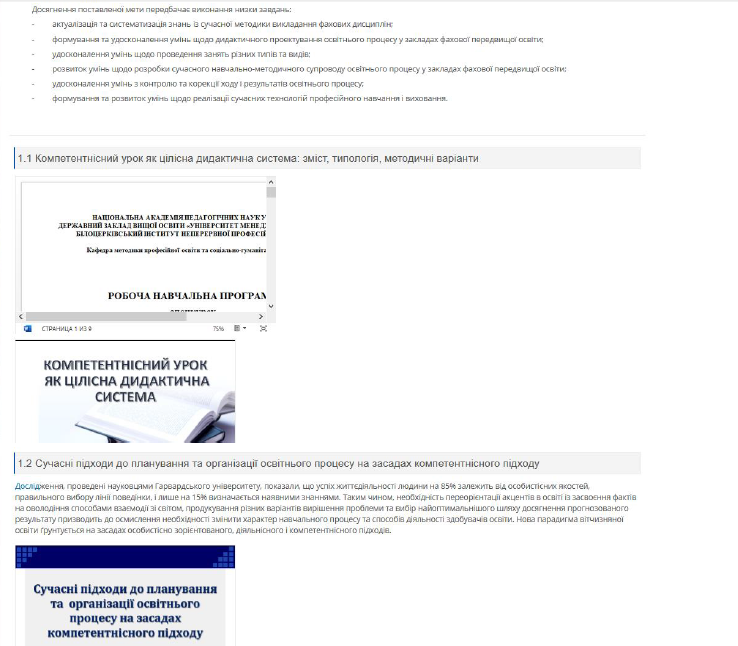 Досягнення поставленої мети передбачає виконання низки завдань:
- актуалізація та систематизація знань із сучасної методики викладання фахових дисциплін;
- формування та удосконалення умінь щодо дидактичного проектування освітнього процесу у закладах фахової передвищої освіти;
- удосконалення умінь щодо проведення занять різних типів та видів;
- розвиток умінь щодо розробки сучасного навчально-методичного супроводу освітнього процесу у закладах фахової передвищої освіти;
- удосконалення умінь з контролю та корекції ходу і результатів освітнього процесу;
- формування та розвиток умінь щодо реалізації сучасних технологій професійного навчання і виховання.
1.1 Компетентнісний урок як цілісна дидактична система: зміст, типологія, методичні варіанти
НАЦІОНАЛЬНА АКАДЕМІЯ ПЕДАГОГІЧНИХ НАУК У
ДЕРЖАВНИЙ ЗАКЛАД ВИЩОЇ ОСВІТИ «УНІВЕРСИТЕТ МЕНЕД
БІЛОЦЕРКІВСЬКИЙ ІНСТИТУТ НЕПЕРЕРВНОЇ ПРОФЕСІЙ
Кафедра методики професійної освіти та соціально-гуманіта
РОБОЧА НАВЧАЛЬНА ПРОГРАМ
СТРАНИЦА 1 ИЗ 9 75%
КОМПЕТЕНТНІСНИЙ УРОК
ЯК ЦІЛІСНА ДИДАКТИЧНА
СИСТЕМА
1.2 Сучасні підходи до планування та організації освітнього процесу на засадах компетентнісного підходу
Дослідження, проведені науковцями Гарвардського університету, показали, що успіх життєдіяльності людини на 85% залежить від особистісних якостей,
правильного вибору лінії поведінки, і лише на 15% визначається наявними знаннями. Таким чином, необхідність переорієнтації акцентів в освіті із засвоєння фактів
на оволодіння способами взаємодії зі світом, продукування різних варіантів вирішення проблеми та вибір найоптимальнішого шляху досягнення прогнозованого
результату призводить до осмислення необхідності змінити характер навчального процесу та способів діяльності здобувачів освіти. Нова парадигма вітчизняної
освіти ґрунтується на засадах особистісно зорієнтованого, діяльнісного і компетентнісного підходів.
Сучасні підходи до планування
та організації освітнього
процесу на засадах
компетентнісного підходу